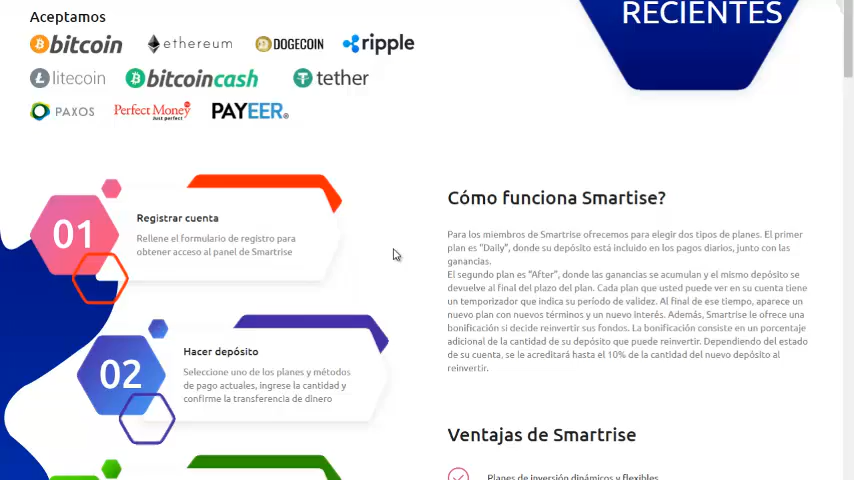 Aceptamos
RECIENTES
bitcoin ethereum DOGECOIN ripple
litecoin bitcoincash tether
PAXOS Perfect Money Just perfect PAYEER®
01
Registrar cuenta
Rellene el formulario de registro para
obtener acceso al panel de Smartise
02
Hacer depósito
Seleccione uno de los planes y métodos
de pago actuales, ingrese la cantidad y
confirme la transferencia de dinero
Cómo funciona Smartise?
Para los miembros de Smartrise ofrecemos para elegir dos tipos de planes. El primer
plan es "Daily", donde su depósito está incluido en los pagos diarios, junto con las
ganancias.
El segundo plan es "After", donde las ganancias se acumulan y el mismo depósito se
devuelve al final del plazo del plan. Cada plan que usted puede ver en su cuenta tiene
un temporizador que indica su período de validez. Al final de ese tiempo, aparece un
nuevo plan con nuevos términos y un nuevo interés. Además, Smartrise le ofrece una
bonificación si decide reinvertir sus fondos. La bonificación consiste en un porcentaje
adicional de la cantidad de su depósito que puede reinvertir. Dependiendo del estado
de su cuenta, se le acreditará hasta el 10% de la cantidad del nuevo depósito al
reinvertir.
Ventajas de Smartrise
Planes de inversión dinámicos y flexibles